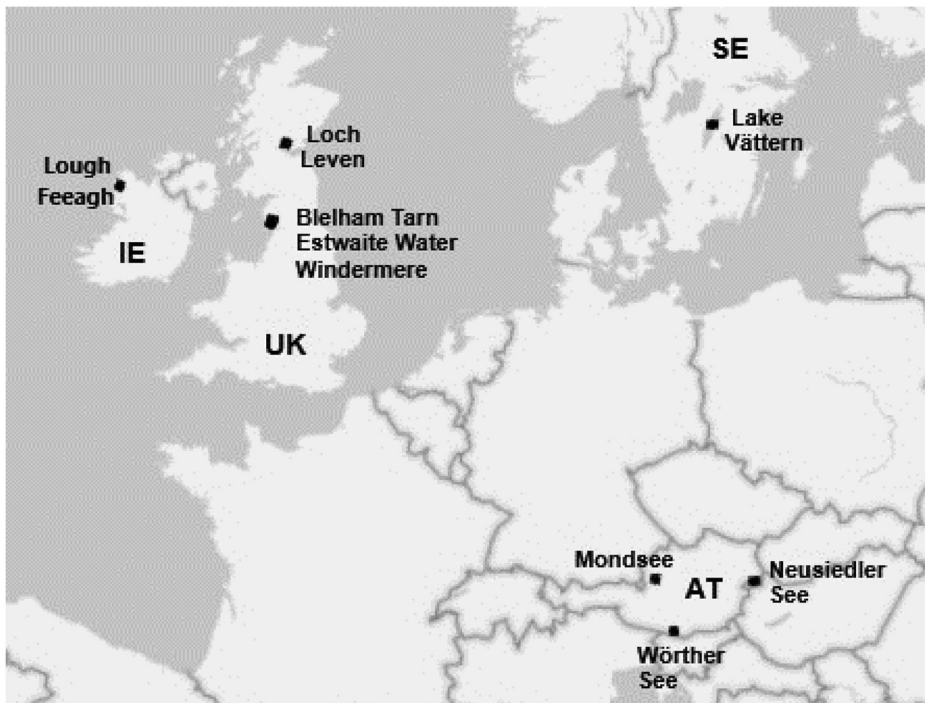 SE
Lake
Vättern
Loch
Leven
Lough
Feeagh
Blelham Tarn
Estwaite Water
Windermere
IE
UK
Mondsee
AT
Neusiedler
See
Wörther
See